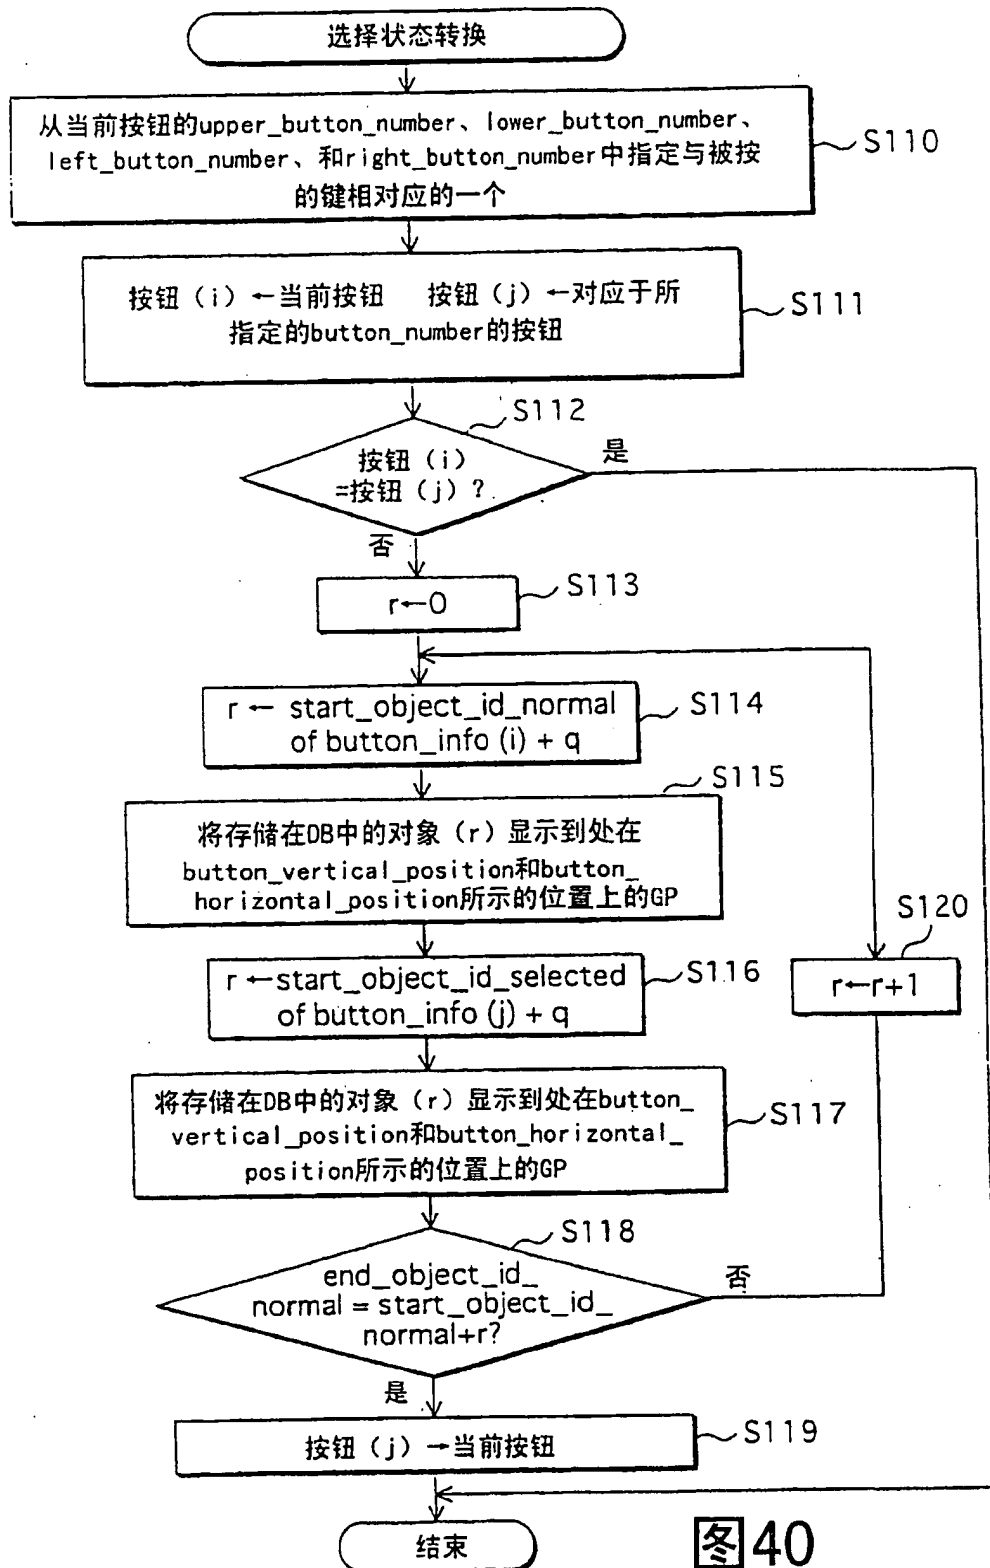 选择状态转换
从当前按钮的upper_button_number、lower_button_number、
left_button_number、和right_button_number中指定与被按
的键相对应的一个
S110
按钮（i）←当前按钮 按钮（j）←对应于所
指定的button_number的按钮
S111
S112
按钮（i）
=按钮（j）？
是
否
r←0
S113
r← start_object_id_normal
of button_info (i) + q
S114
S115
将存储在DB中的对象（r）显示到处在
button_vertical_position和button_
horizontal_position所示的位置上的GP
S120
r←r+1
r←start_object_id_selected
of button_info (j) + q
S116
将存储在DB中的对象（r）显示到处在button_
vertical_position和button_horizontal_
position所示的位置上的GP
S117
S118
end_object_id_
normal = start_object_id_
normal+r?
否
是
按钮（j）→当前按钮
S119
结束
图40